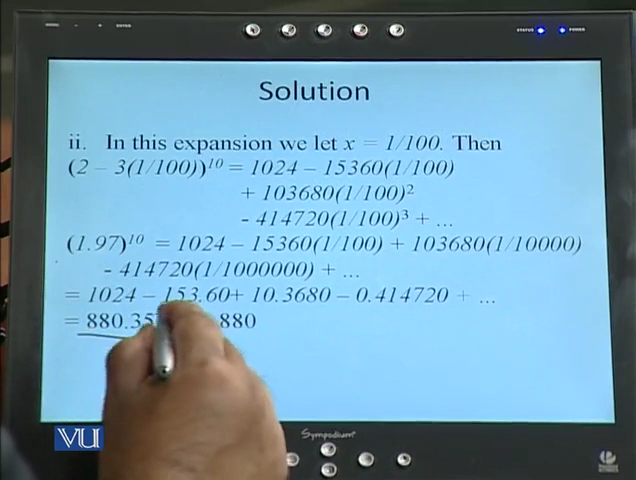 STATUS
POWER
Solution
ii. In this expansion we let x = 1/100. Then
(2 – 3(1/100))¹⁰ = 1024 – 15360(1/100)
+ 103680(1/100)²
- 414720(1/100)³ + ...
(1.97)¹⁰ = 1024 – 15360(1/100) + 103680(1/10000)
- 414720(1/1000000) + ...
= 1024 – 153.60+ 10.3680 – 0.414720 + ...
= 880.35 880
Sympodium
VU